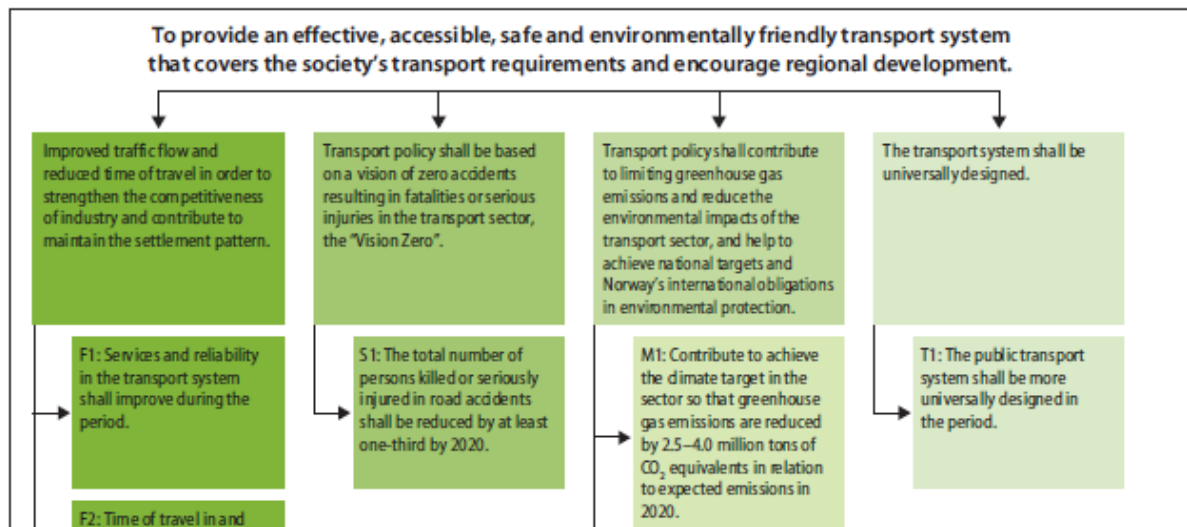 To provide an effective, accessible, safe and environmentally friendly transport system
that covers the society's transport requirements and encourage regional development.
Improved traffic flow and
reduced time of travel in order to
strengthen the competitiveness
of industry and contribute to
maintain the settlement pattern.
Transport policy shall be based
on a vision of zero accidents
resulting in fatalities or serious
injuries in the transport sector,
the "Vision Zero".
Transport policy shall contribute
to limiting greenhouse gas
emissions and reduce the
environmental impacts of the
transport sector, and help to
achieve national targets and
Norway's international obligations
in environmental protection.
The transport system shall be
universally designed.
F1: Services and reliability
in the transport system
shall improve during the
period.
S1: The total number of
persons killed or seriously
injured in road accidents
shall be reduced by at least
one-third by 2020.
M1: Contribute to achieve
the climate target in the
sector so that greenhouse
gas emissions are reduced
by 2.5–4.0 million tons of
CO₂ equivalents in relation
to expected emissions in
2020.
T1: The public transport
system shall be more
universally designed in
the period.
F2: Time of travel in and